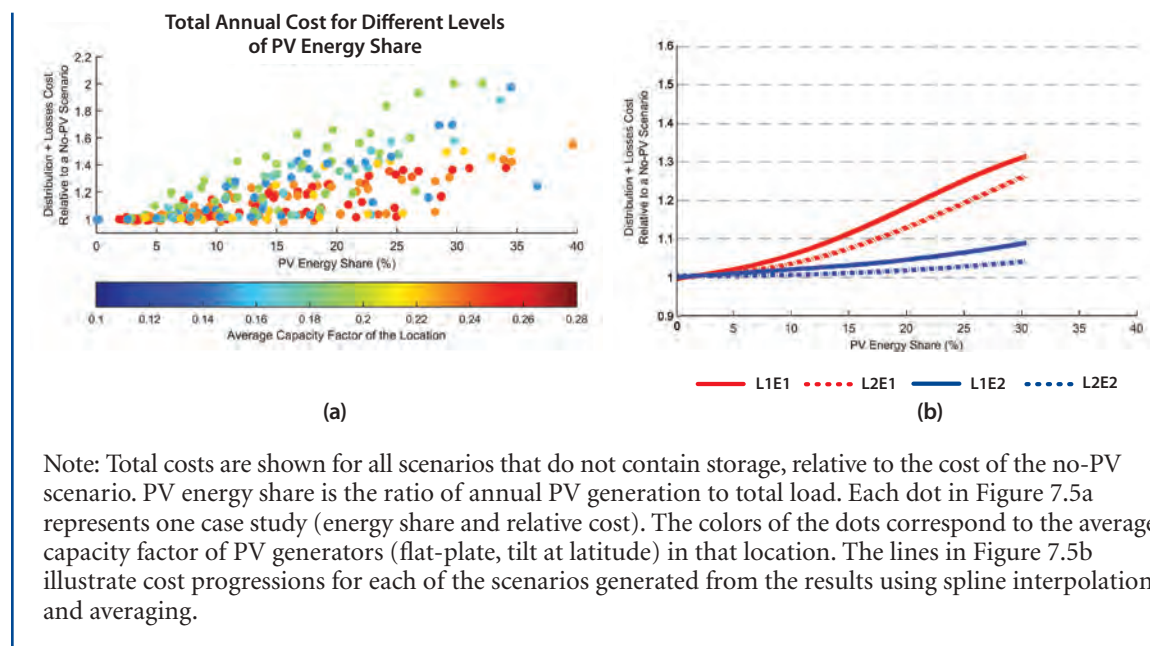 Total Annual Cost for Different Levels
of PV Energy Share
Distribution + Losses Cost
Relative to a No-PV Scenario
2.2
2
1.8
1.6
1.4
1.2
1
0 5 10 15 20 25 30 35 40
PV Energy Share (%)
0.1 0.12 0.14 0.16 0.18 0.2 0.22 0.24 0.26 0.28
Average Capacity Factor of the Location
(a)
Distribution + Losses Cost
Relative to a No-PV Scenario
1.6
1.5
1.4
1.3
1.2
1.1
1
0.9
0 5 10 15 20 25 30 35 40
PV Energy Share (%)
L1E1 L2E1 L1E2 L2E2
(b)
Note: Total costs are shown for all scenarios that do not contain storage, relative to the cost of the no-PV
scenario. PV energy share is the ratio of annual PV generation to total load. Each dot in Figure 7.5a
represents one case study (energy share and relative cost). The colors of the dots correspond to the average
capacity factor of PV generators (flat-plate, tilt at latitude) in that location. The lines in Figure 7.5b
illustrate cost progressions for each of the scenarios generated from the results using spline interpolation
and averaging.